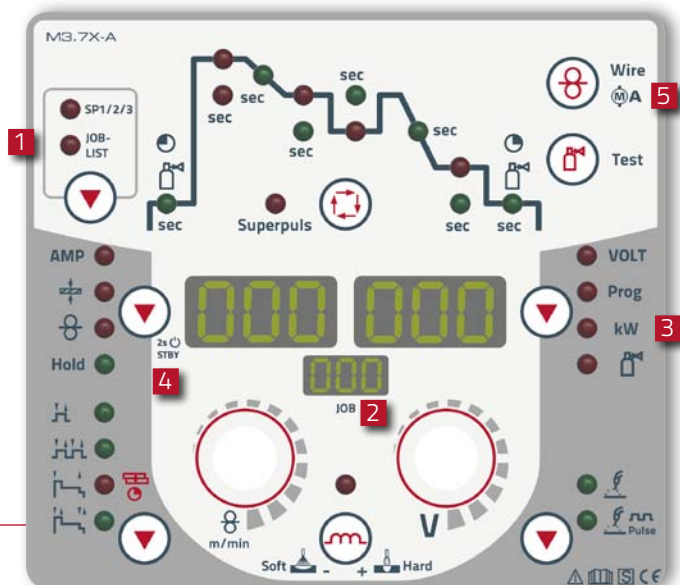 M3.7X-A
SP1/2/3
JOB-
LIST
1
sec
sec
sec
sec
sec
sec
sec
sec
Superpuls
Wire
M A
5
Test
AMP
Hold
2s
STBY
4
000
000
000
JOB
2
VOLT
Prog
kW
3
m/min
V
Soft - + Hard
Pulse
S CE